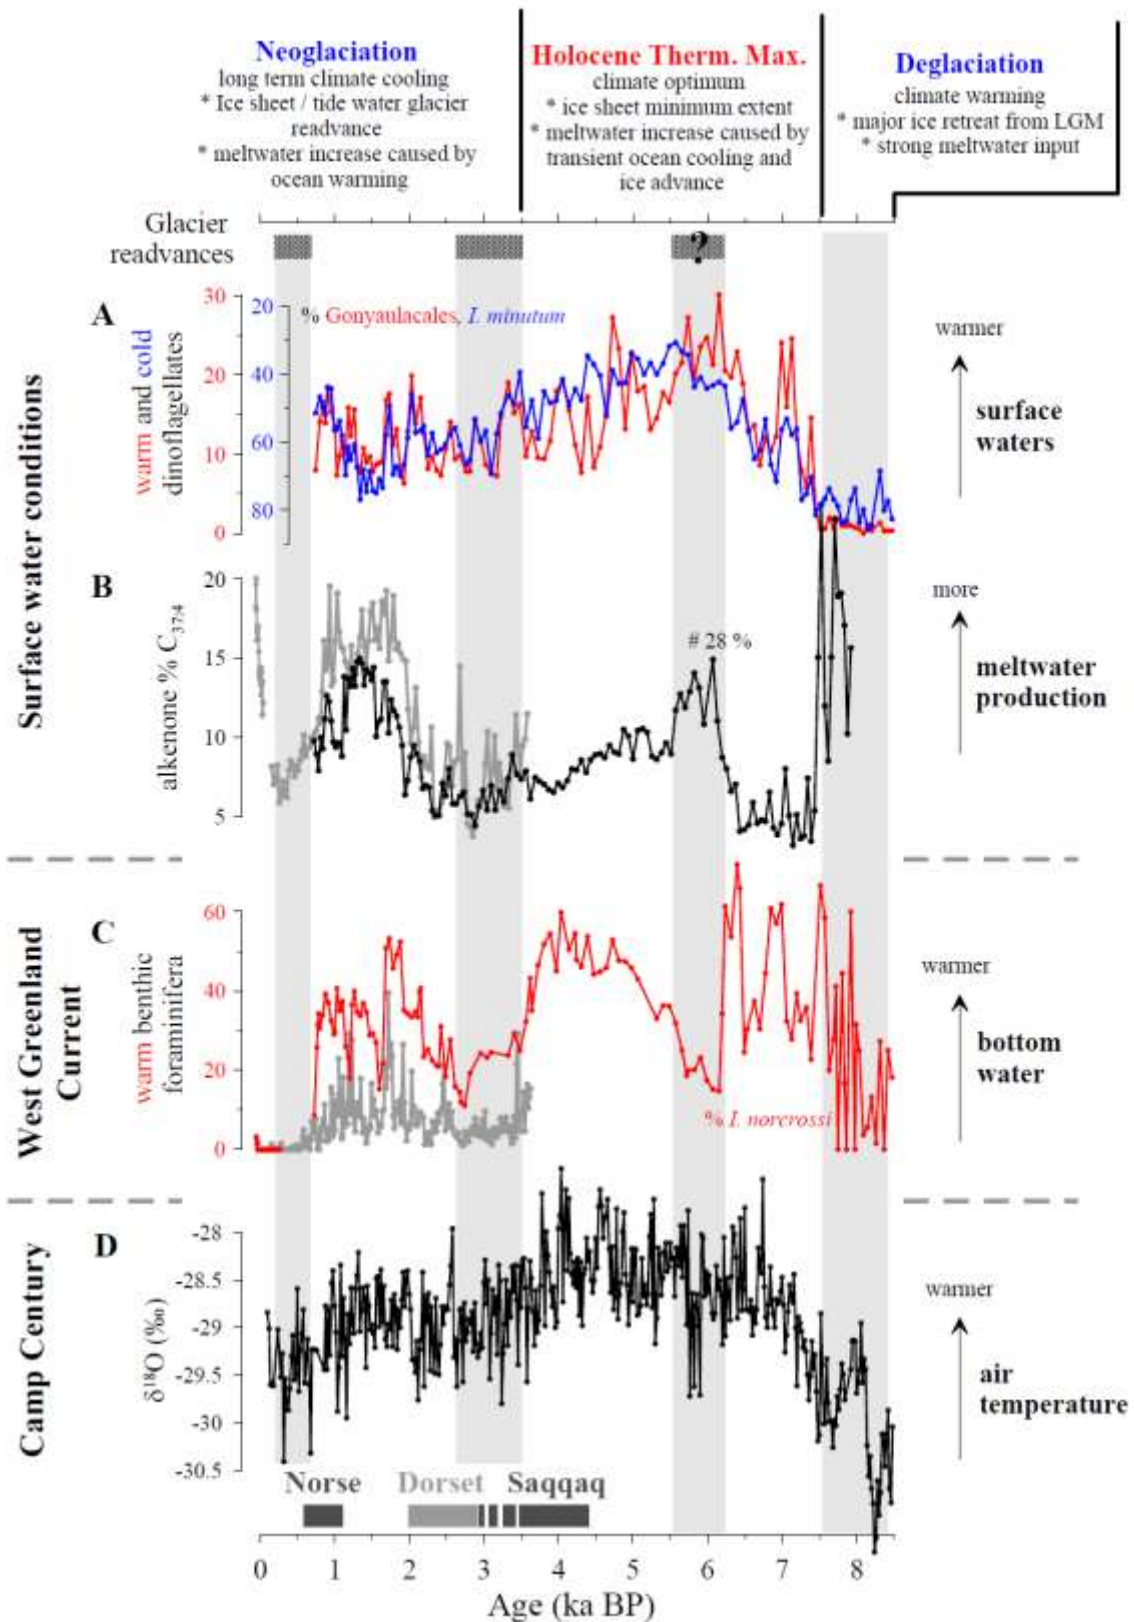 Neoglaciation
long term climate cooling
* Ice sheet / tide water glacier
readvance
* meltwater increase caused by
ocean warming
Holocene Therm. Max.
climate optimum
* ice sheet minimum extent
* meltwater increase caused by
transient ocean cooling and
ice advance
Deglaciation
climate warming
* major ice retreat from LGM
* strong meltwater input
Glacier
readvances
?
Surface water conditions
A
warm and cold
dinoflagellates
30
20
10
0
20
40
60
80
% Gonyaulacales, I. minutum
warmer
surface
waters
B
alkenone % C37:4
20
15
10
5
# 28 %
more
meltwater
production
West Greenland
Current
C
warm benthic
foraminifera
60
40
20
0
% I. norcrossi
warmer
bottom
water
Camp Century
D
δ18O (‰)
-28
-28.5
-29
-29.5
-30
-30.5
warmer
air
temperature
Norse Dorset Saqqaq
0 1 2 3 4 5 6 7 8
Age (ka BP)